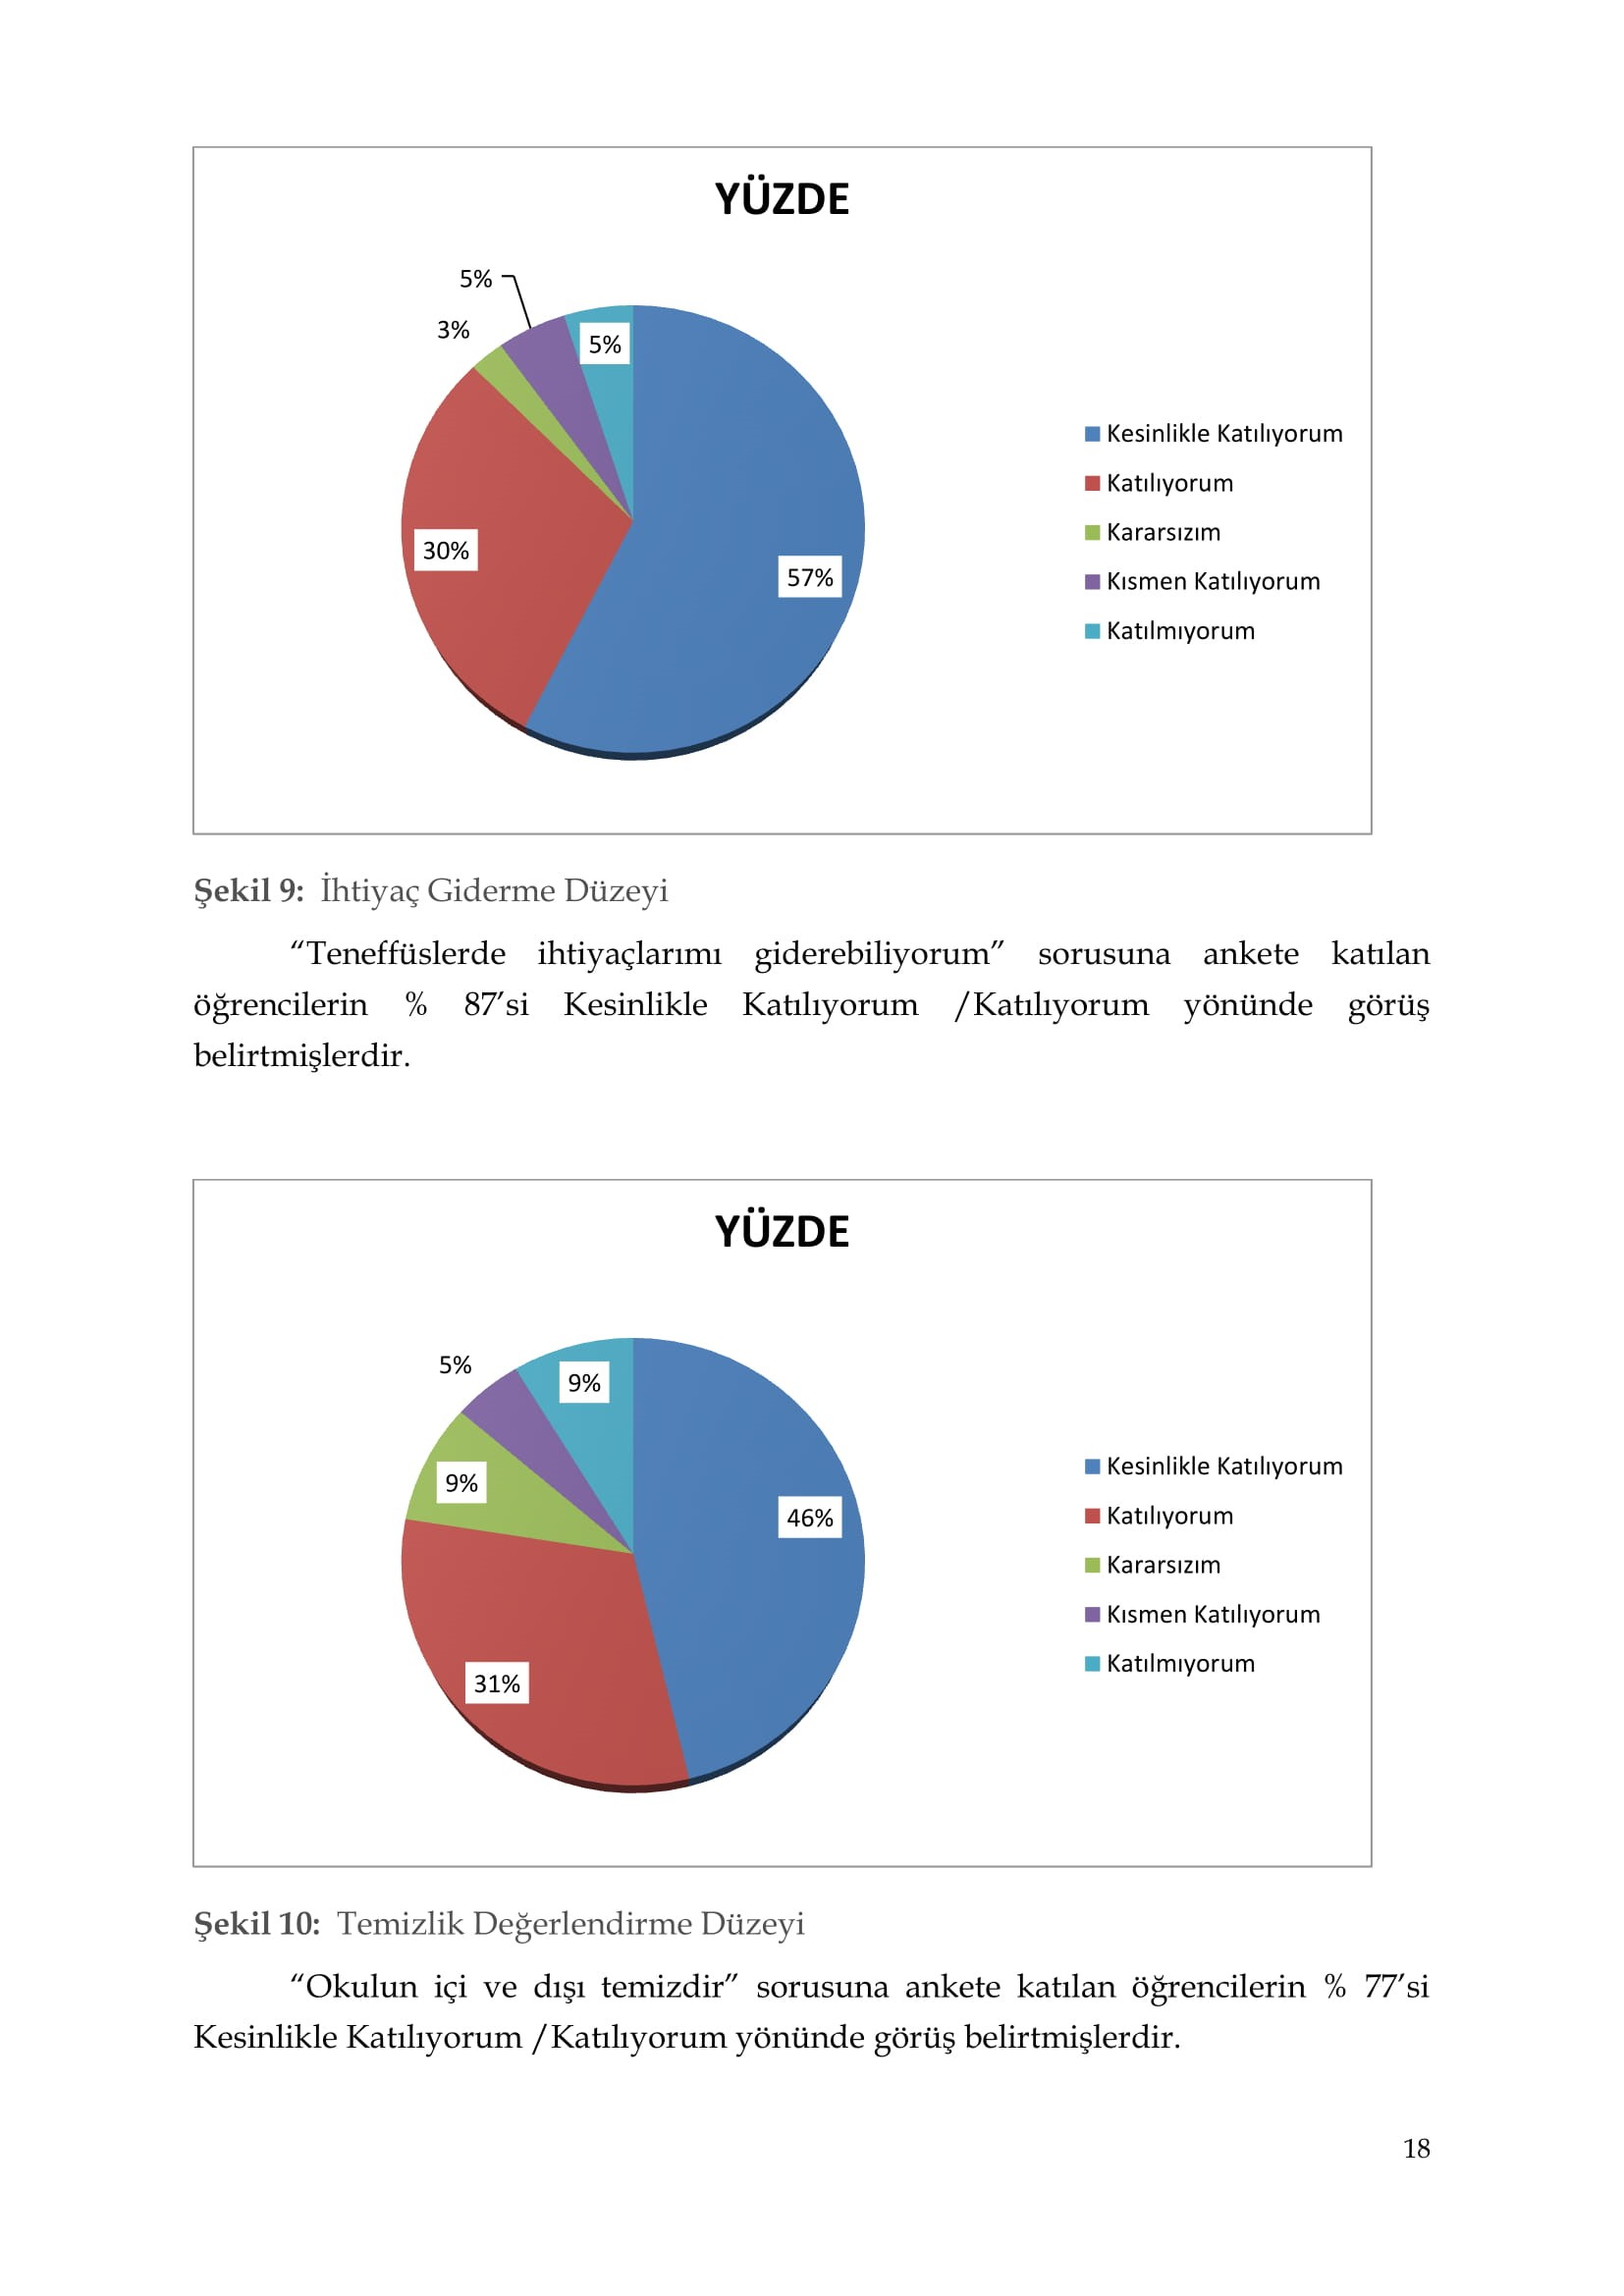 YÜZDE
5%
3%
5%
30%
57%
Kesinlikle Katılıyorum
Katılıyorum
Kararsızım
Kısmen Katılıyorum
Katılmıyorum
Şekil 9: İhtiyaç Giderme Düzeyi
“Teneffüslerde ihtiyaçlarımı giderebiliyorum” sorusuna ankete katılan
öğrencilerin % 87’si Kesinlikle Katılıyorum /Katılıyorum yönünde görüş
belirtmişlerdir.
YÜZDE
5%
9%
9%
46%
31%
Kesinlikle Katılıyorum
Katılıyorum
Kararsızım
Kısmen Katılıyorum
Katılmıyorum
Şekil 10: Temizlik Değerlendirme Düzeyi
“Okulun içi ve dışı temizdir” sorusuna ankete katılan öğrencilerin % 77’si
Kesinlikle Katılıyorum /Katılıyorum yönünde görüş belirtmişlerdir.
18